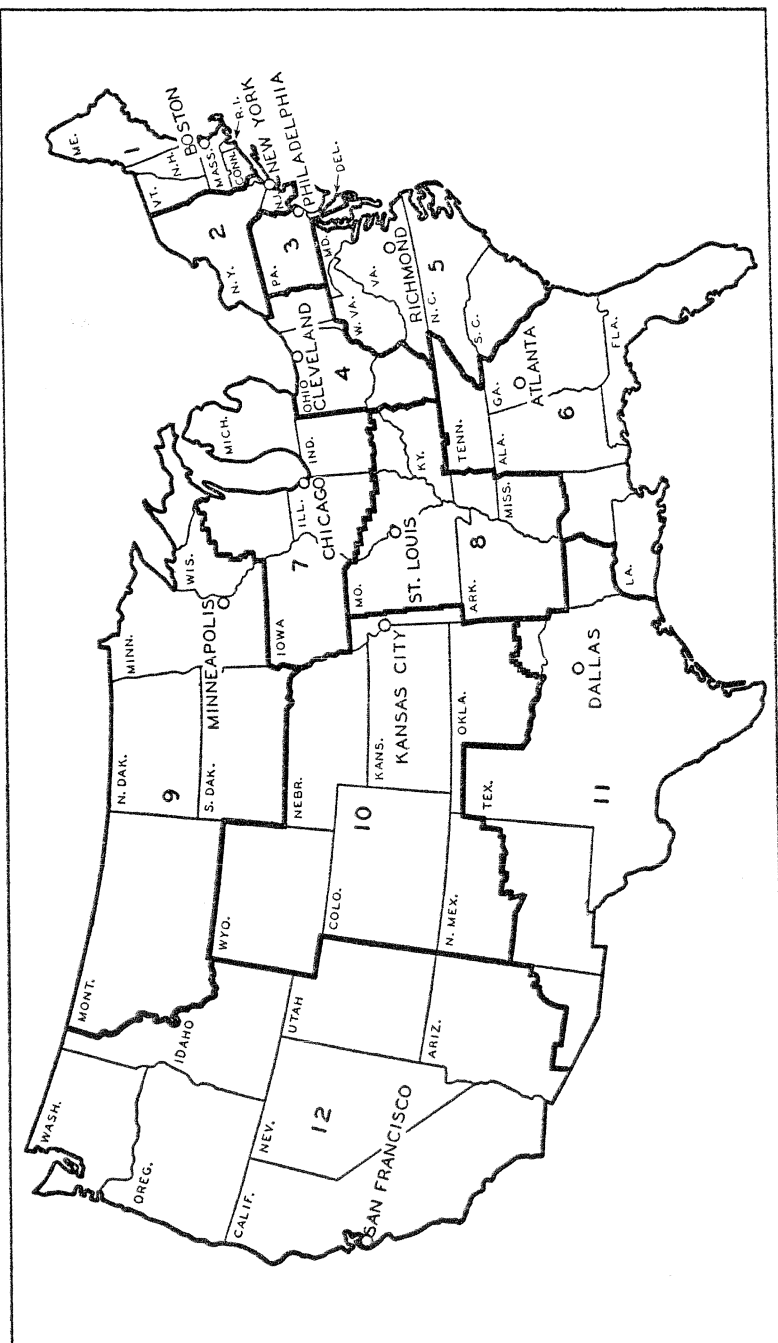 WASH.
OREG.
CALIF.
NEV.
12
SAN FRANCISCO
IDAHO
MONT.
UTAH
ARIZ.
WYO.
COLO.
10
N. MEX.
N. DAK.
9
S. DAK.
MINNEAPOLIS
NEBR.
KANS.
KANSAS CITY
OKLA.
TEX.
11
DALLAS
MINN.
WIS.
IOWA
7
MO.
ST. LOUIS
ARK.
8
LA.
MISS.
ILL.
CHICAGO
IND.
MICH.
KY.
TENN.
ALA.
6
GA.
ATLANTA
FLA.
OHIO
CLEVELAND
4
W. VA.
VA.
RICHMOND
N. C.
5
S. C.
PA.
3
MD.
DEL.
PHILADELPHIA
N.J.
NEW YORK
N. Y.
2
VT.
N.H.
1
ME.
BOSTON
MASS.
CONN.
R.I.